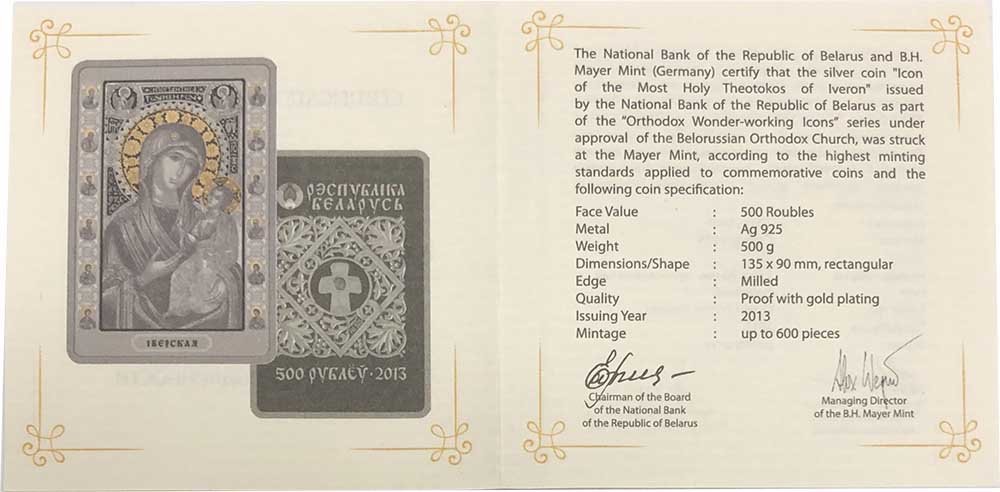 ІВЕРСКАЯ
РЭСПУБЛІКА
БЕЛАРУСЬ
500 РУБЛЁЎ · 2013
The National Bank of the Republic of Belarus and B.H.
Mayer Mint (Germany) certify that the silver coin "Icon
of the Most Holy Theotokos of Iveron" issued
by the National Bank of the Republic of Belarus as part
of the "Orthodox Wonder-working Icons" series under
approval of the Belorussian Orthodox Church, was struck
at the Mayer Mint, according to the highest minting
standards applied to commemorative coins and the
following coin specification:
Face Value : 500 Roubles
Metal : Ag 925
Weight : 500 g
Dimensions/Shape : 135 x 90 mm, rectangular
Edge : Milled
Quality : Proof with gold plating
Issuing Year : 2013
Mintage : up to 600 pieces
Chairman of the Board
of the National Bank
of the Republic of Belarus
Managing Director
of the B.H. Mayer Mint